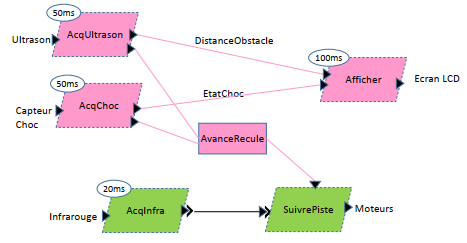 50ms
Ultrason
AcqUltrason
DistanceObstacle
100ms
Afficher
Ecran LCD
50ms
AcqChoc
EtatChoc
Capteur
Choc
AvanceRecule
20ms
Infrarouge
AcqInfra
SuivrePiste
Moteurs